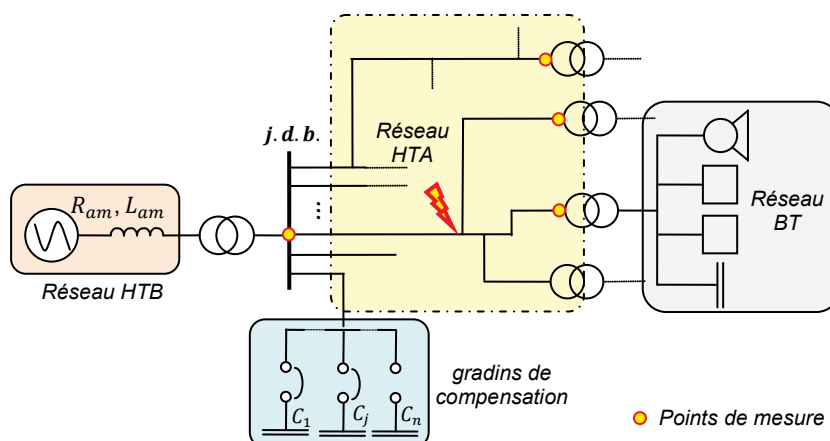 j.d.b.
Réseau
HTA
R_am, L_am
...
Réseau HTB
Réseau
BT
gradins de
compensation
C_1
C_j
C_n
Points de mesure